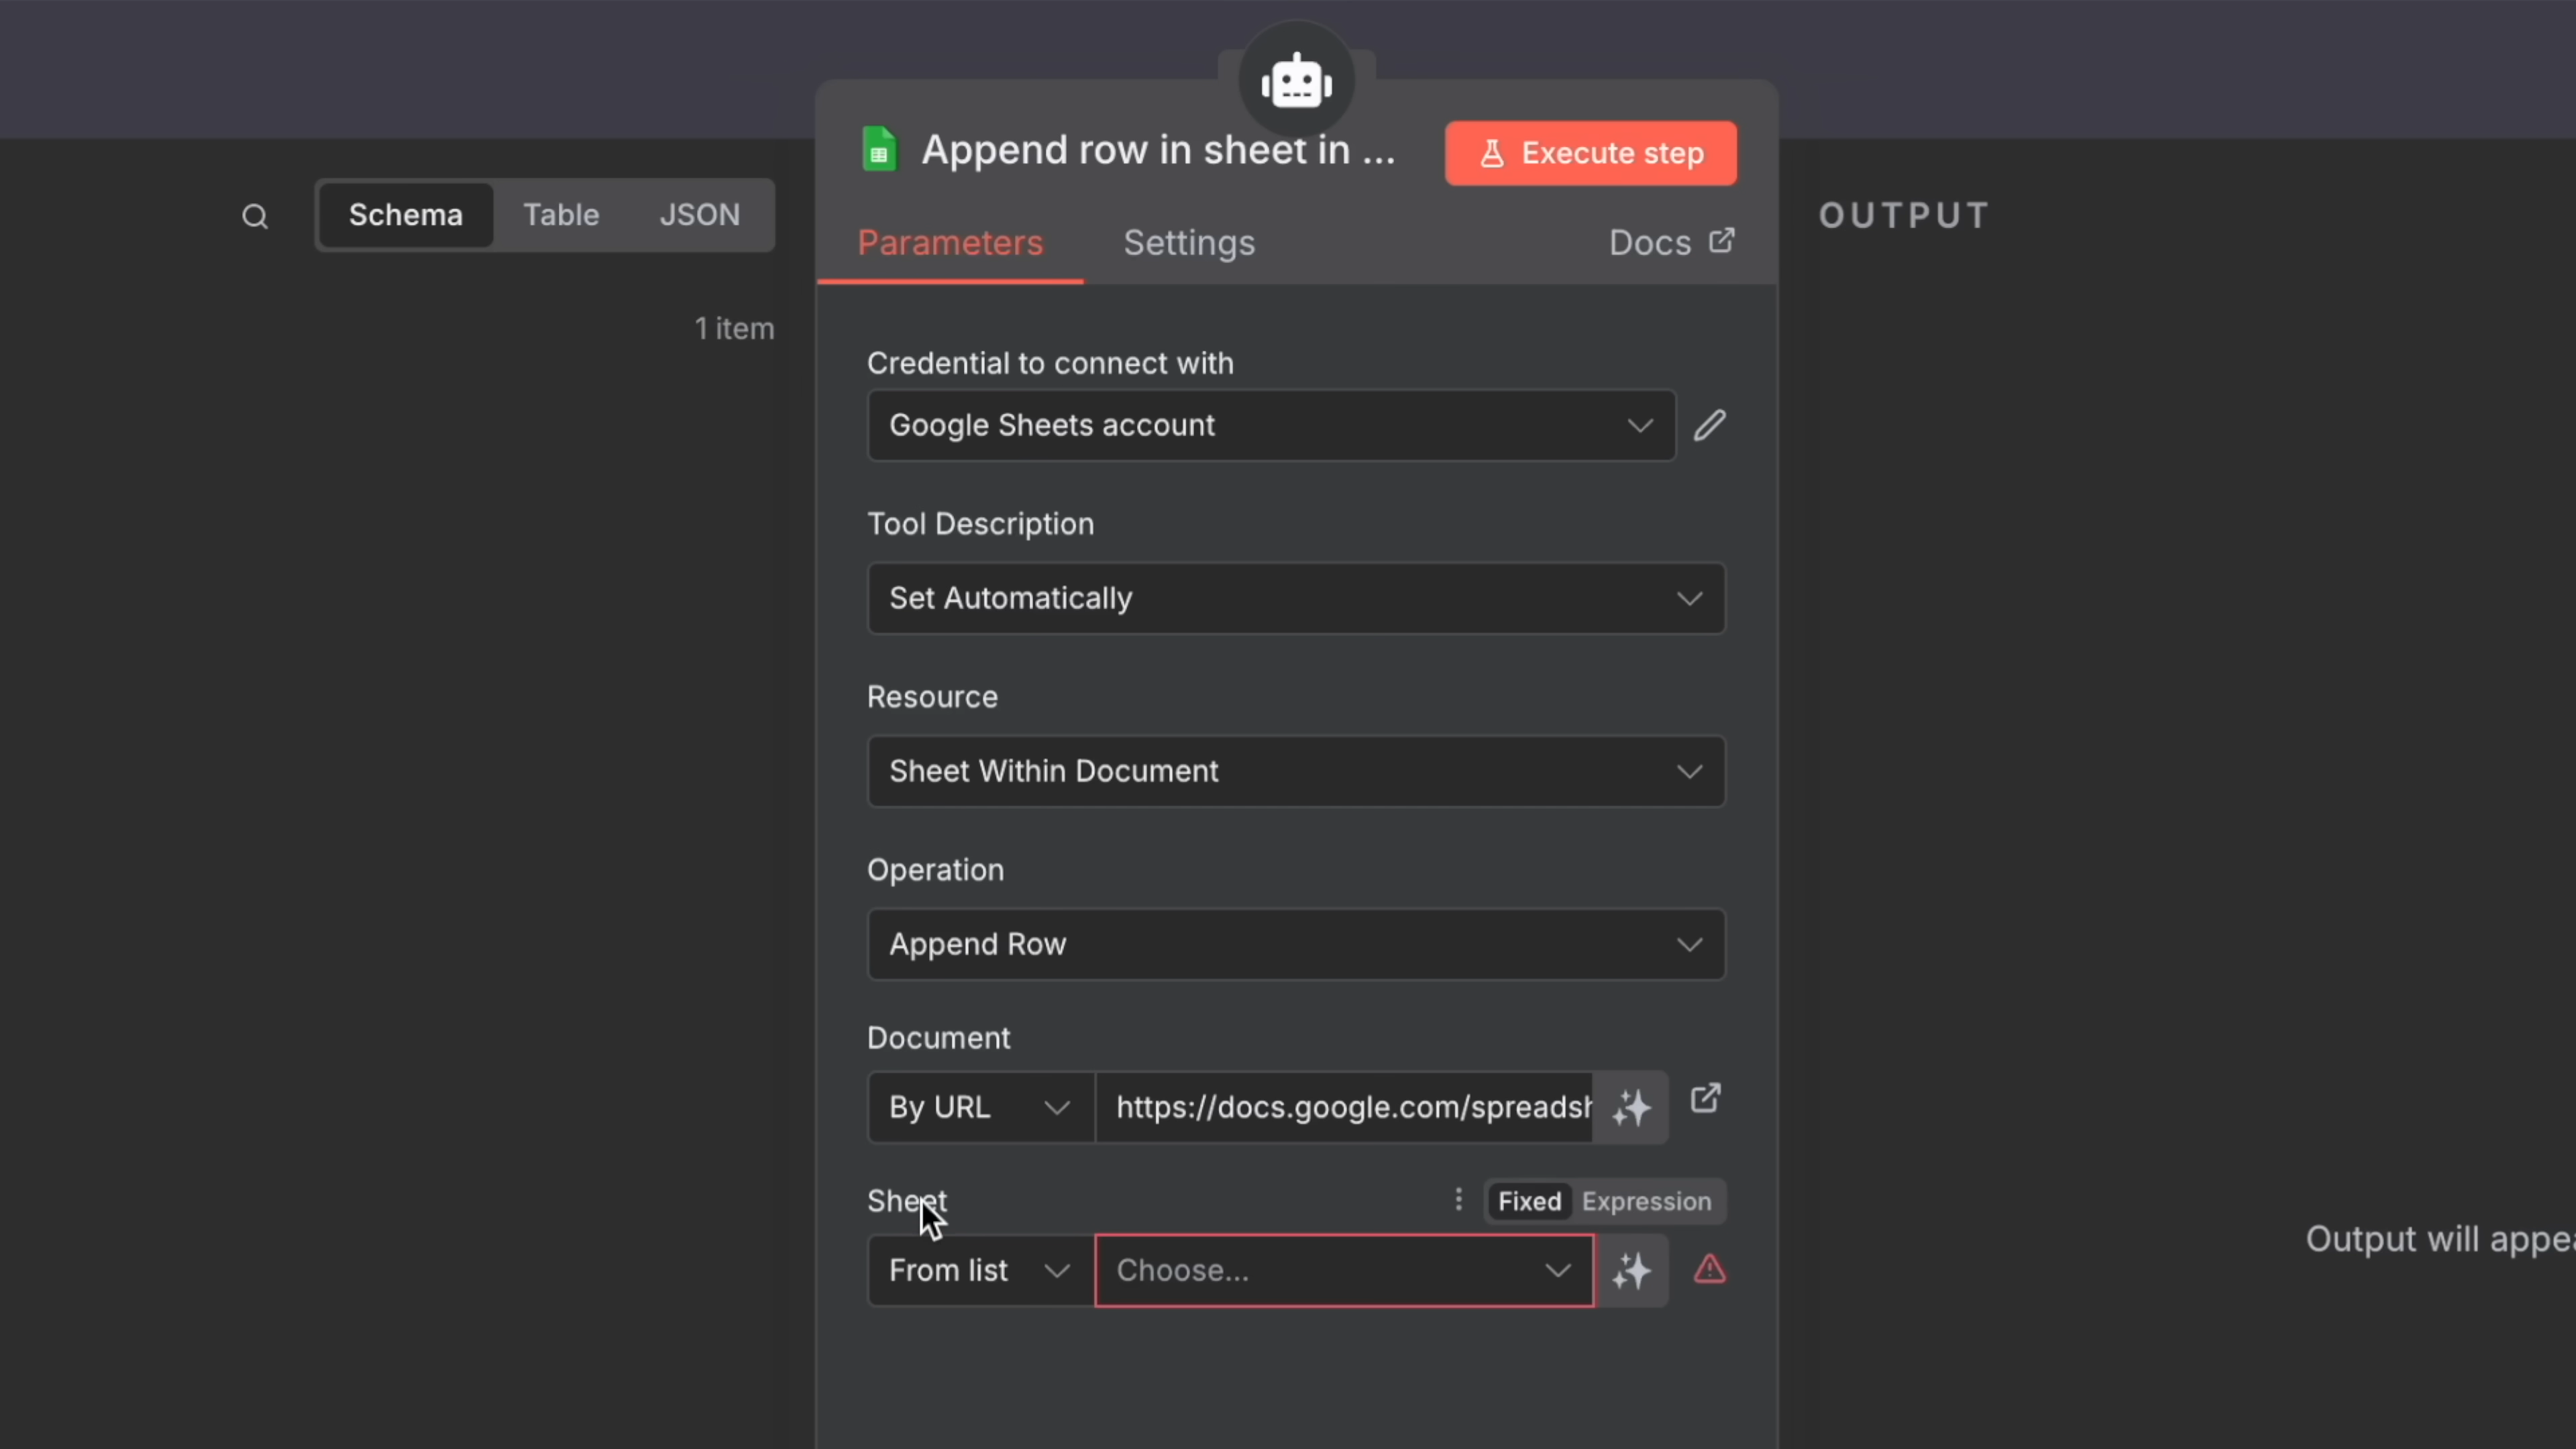 Append row in sheet in ...
Execute step
Schema
Table
JSON
OUTPUT
Parameters
Settings
Docs
1 item
Credential to connect with
Google Sheets account
Tool Description
Set Automatically
Resource
Sheet Within Document
Operation
Append Row
Document
By URL
https://docs.google.com/spreadsh
Sheet
Fixed
Expression
Output will appea
From list
Choose...